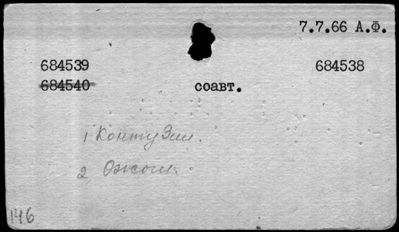 7.7.66 А.Ф.
684539 684538
684540 соавт.
1 Контузии.
2, Ожоги.
146